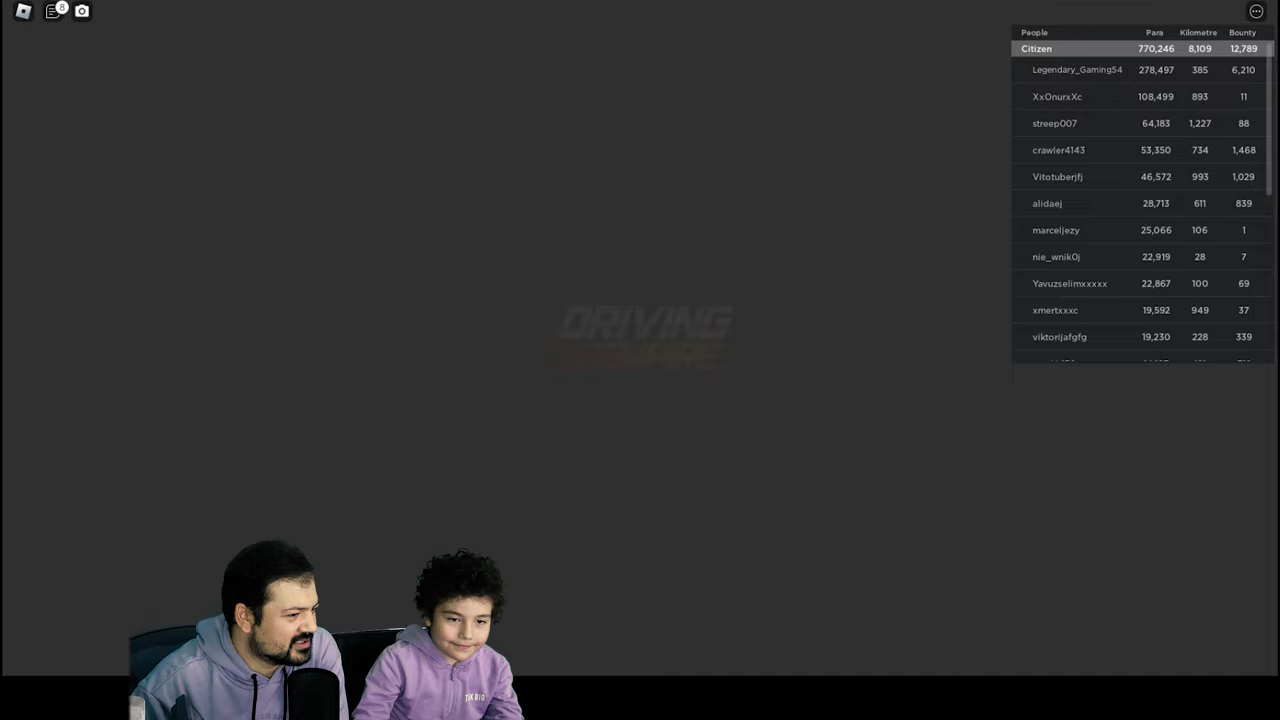 8
People Para Kilometre Bounty
Citizen 770,246 8,109 12,789
Legendary_Gaming54 278,497 385 6,210
XxOnurxXc 108,499 893 11
streep007 64,183 1,227 88
crawler4143 53,350 734 1,468
Vitotuberjfj 46,572 993 1,029
alidaej 28,713 611 839
marceljezy 25,066 106 1
nie_wnik0j 22,919 28 7
Yavuzselimxxxxx 22,867 100 69
xmertxxxc 19,592 949 37
viktorijafgfg 19,230 228 339
DRIVING
EMPIRE